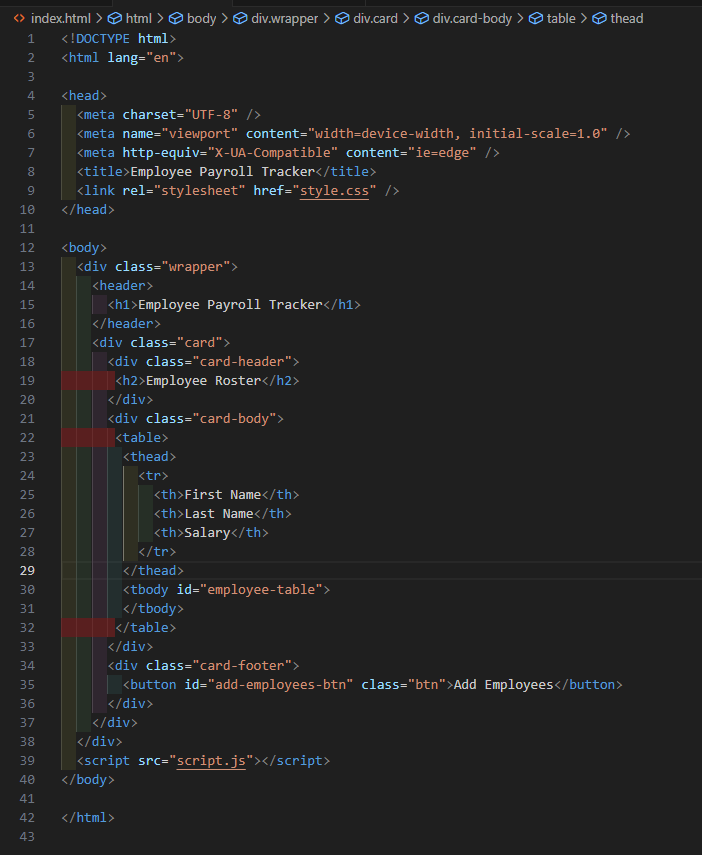 index.html > html > body > div.wrapper > div.card > div.card-body > table > thead
1 <!DOCTYPE html>
2 <html lang="en">
3
4 <head>
5   <meta charset="UTF-8" />
6   <meta name="viewport" content="width=device-width, initial-scale=1.0" />
7   <meta http-equiv="X-UA-Compatible" content="ie=edge" />
8   <title>Employee Payroll Tracker</title>
9   <link rel="stylesheet" href="style.css" />
10 </head>
11
12 <body>
13   <div class="wrapper">
14     <header>
15       <h1>Employee Payroll Tracker</h1>
16     </header>
17     <div class="card">
18       <div class="card-header">
19        <h2>Employee Roster</h2>
20       </div>
21       <div class="card-body">
22        <table>
23         <thead>
24           <tr>
25             <th>First Name</th>
26             <th>Last Name</th>
27             <th>Salary</th>
28           </tr>
29         </thead>
30         <tbody id="employee-table">
31         </tbody>
32        </table>
33       </div>
34       <div class="card-footer">
35         <button id="add-employees-btn" class="btn">Add Employees</button>
36       </div>
37     </div>
38   </div>
39   <script src="script.js"></script>
40 </body>
41
42 </html>
43